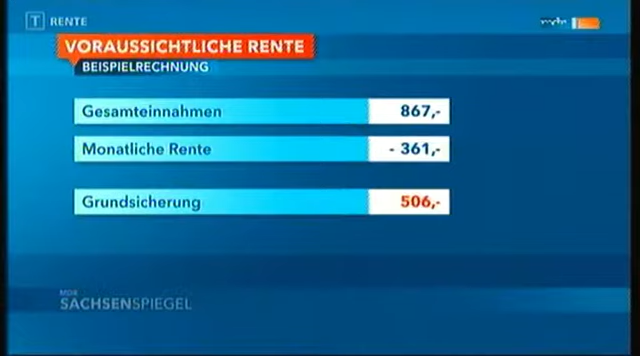 T RENTE
mdr
VORAUSSICHTLICHE RENTE
BEISPIELRECHNUNG
Gesamteinnahmen 867,-
Monatliche Rente - 361,-
Grundsicherung 506,-
MDR
SACHSENSPIEGEL